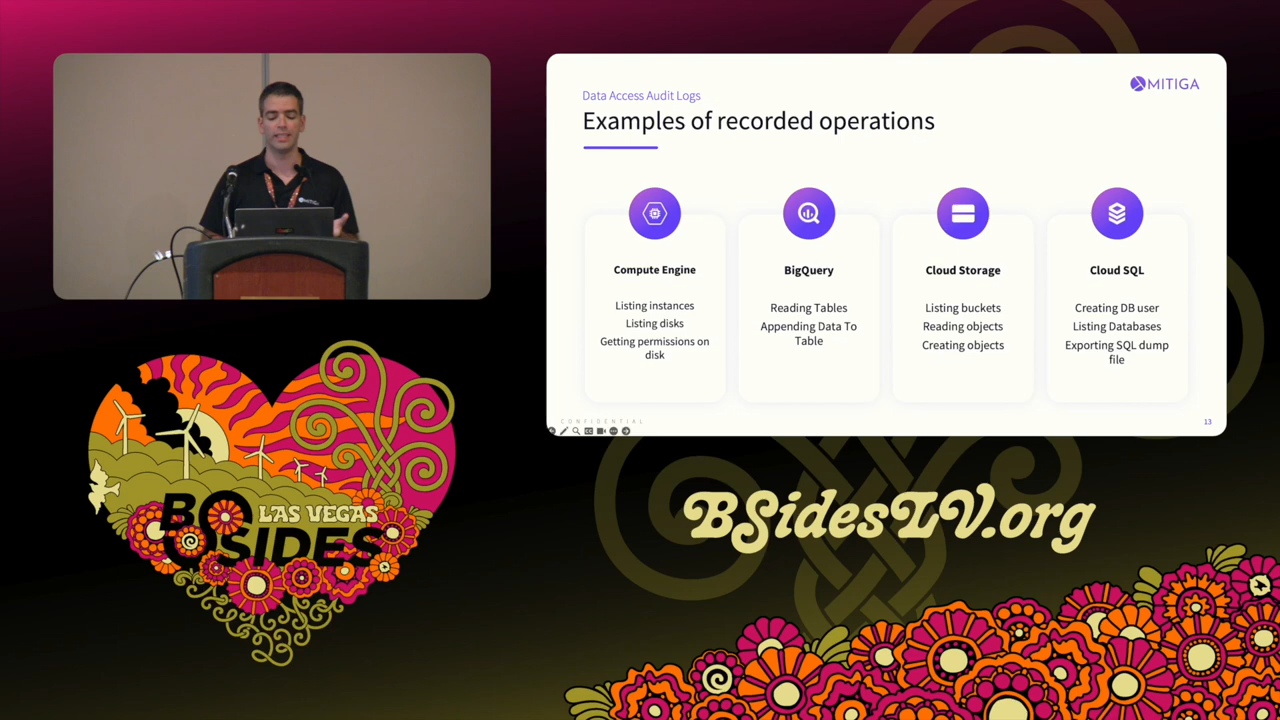 MITIGA
Data Access Audit Logs
Examples of recorded operations
Compute Engine
Listing instances
Listing disks
Getting permissions on
disk
BigQuery
Reading Tables
Appending Data To
Table
Cloud Storage
Listing buckets
Reading objects
Creating objects
Cloud SQL
Creating DB user
Listing Databases
Exporting SQL dump
file
CONFIDENTIAL
13
LAS VEGAS
BSIDES
BSidesLV.org